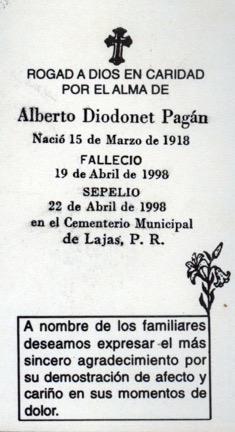 ROGAD A DIOS EN CARIDAD
POR EL ALMA DE
Alberto Diodonet Pagán
Nació 15 de Marzo de 1918
FALLECIO
19 de Abril de 1998
SEPELIO
22 de Abril de 1998
en el Cementerio Municipal
de Lajas, P. R.
A nombre de los familiares
deseamos expresar el más
sincero agradecimiento por
su demostración de afecto y
cariño en sus momentos de
dolor.